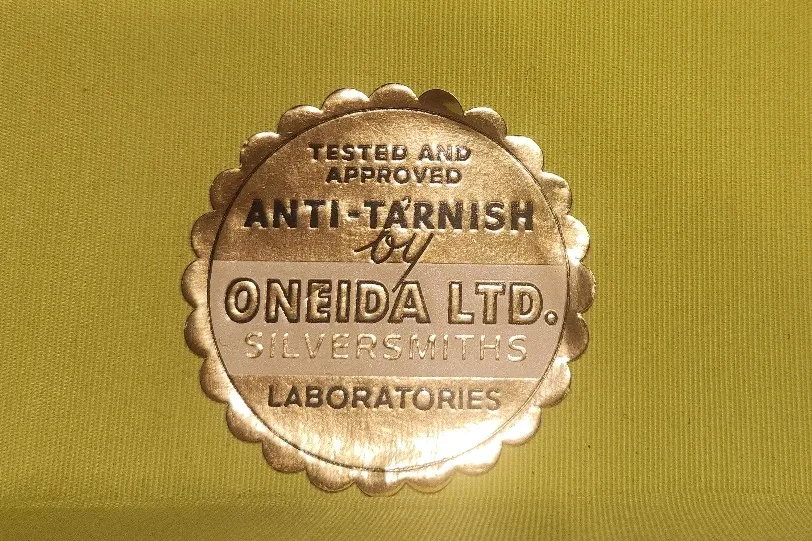 TESTED AND
APPROVED
ANTI-TARNISH
by
ONEIDA LTD.
SILVERSMITHS
LABORATORIES